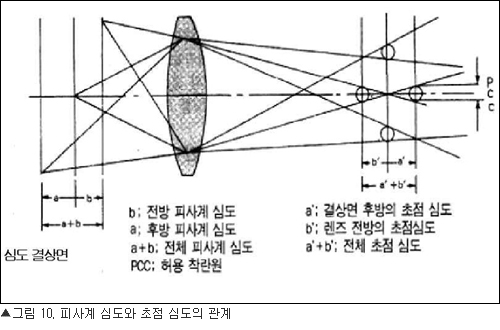 P
C
C
a
b
a+b
b'
a'
a'+b'
b; 전방 피사계 심도
a; 후방 피사계 심도
a+b; 전체 피사계 심도
PCC; 허용 착란원
a'; 결상면 후방의 초점 심도
b'; 렌즈 전방의 초점심도
a'+b'; 전체 초점 심도
심도 결상면
▲그림 10. 피사계 심도와 초점 심도의 관계